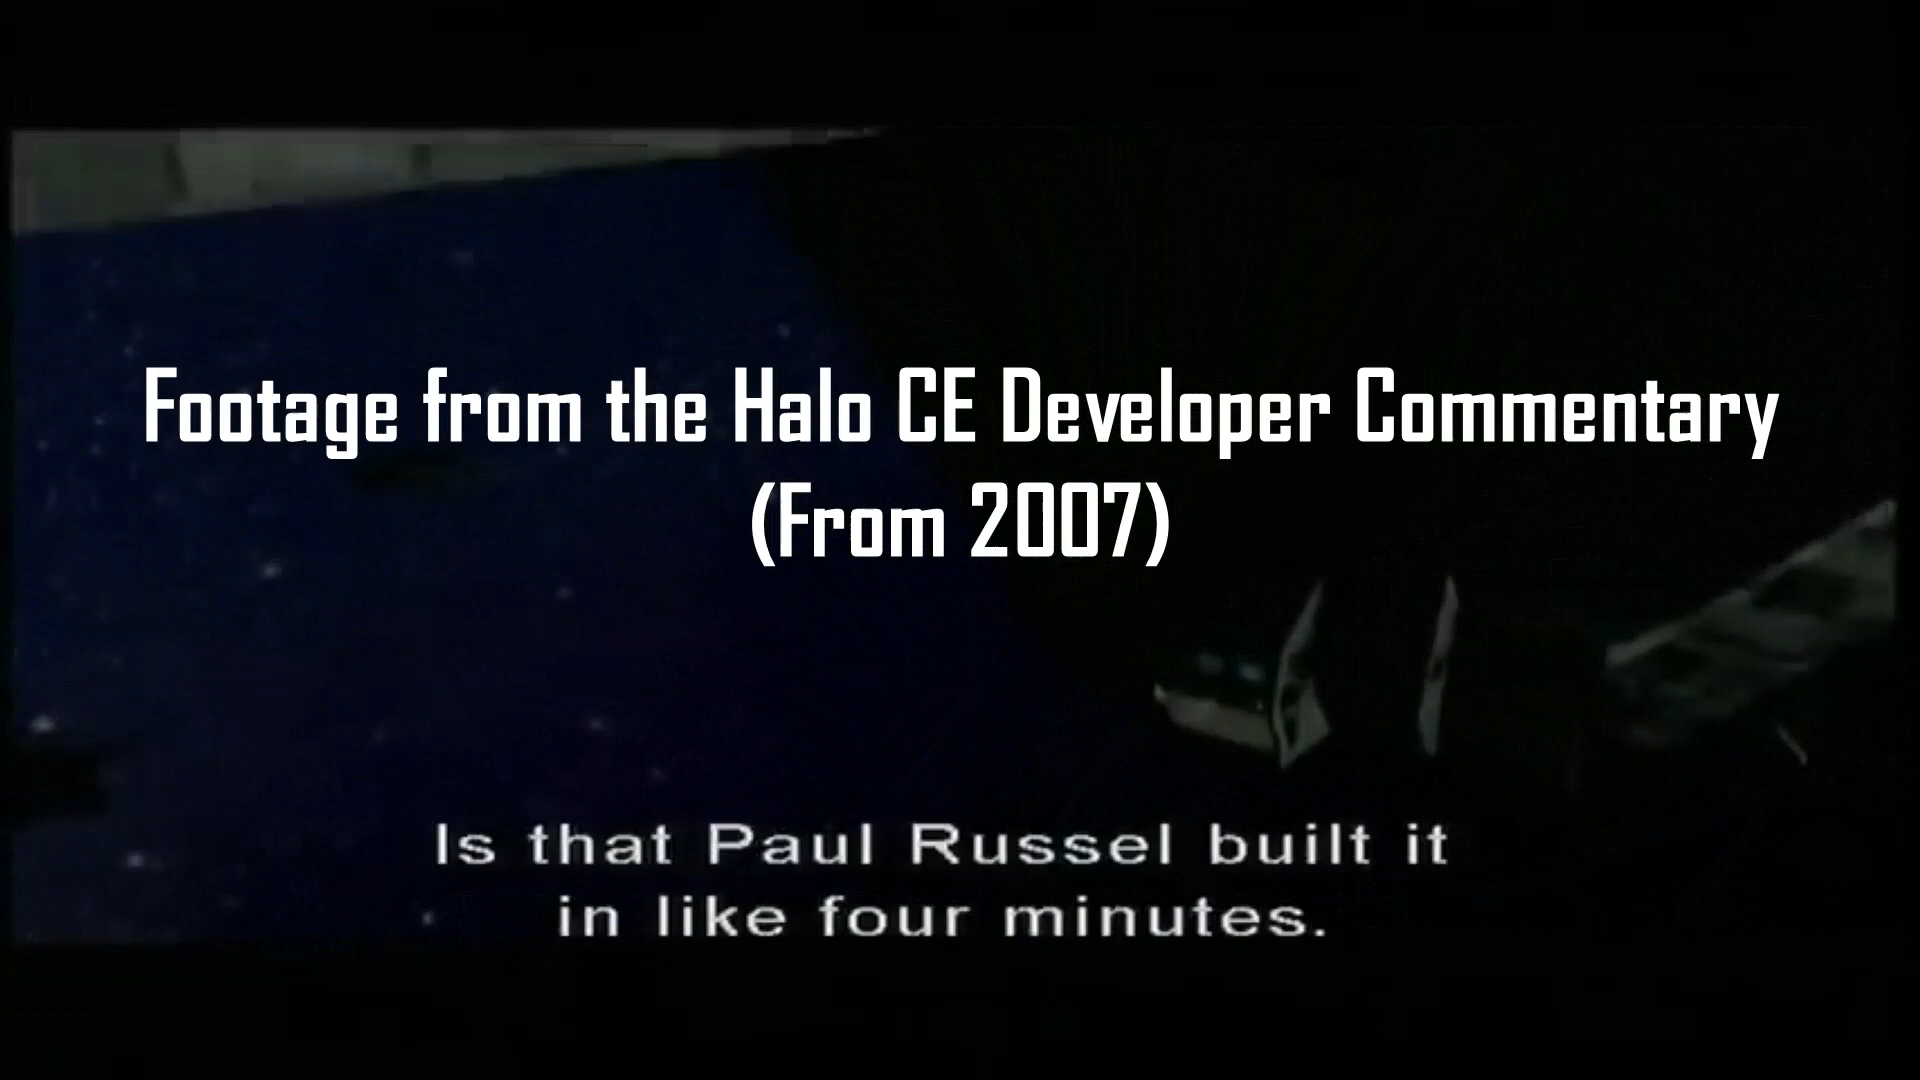 Footage from the Halo CE Developer Commentary
(From 2007)
Is that Paul Russel built it
in like four minutes.